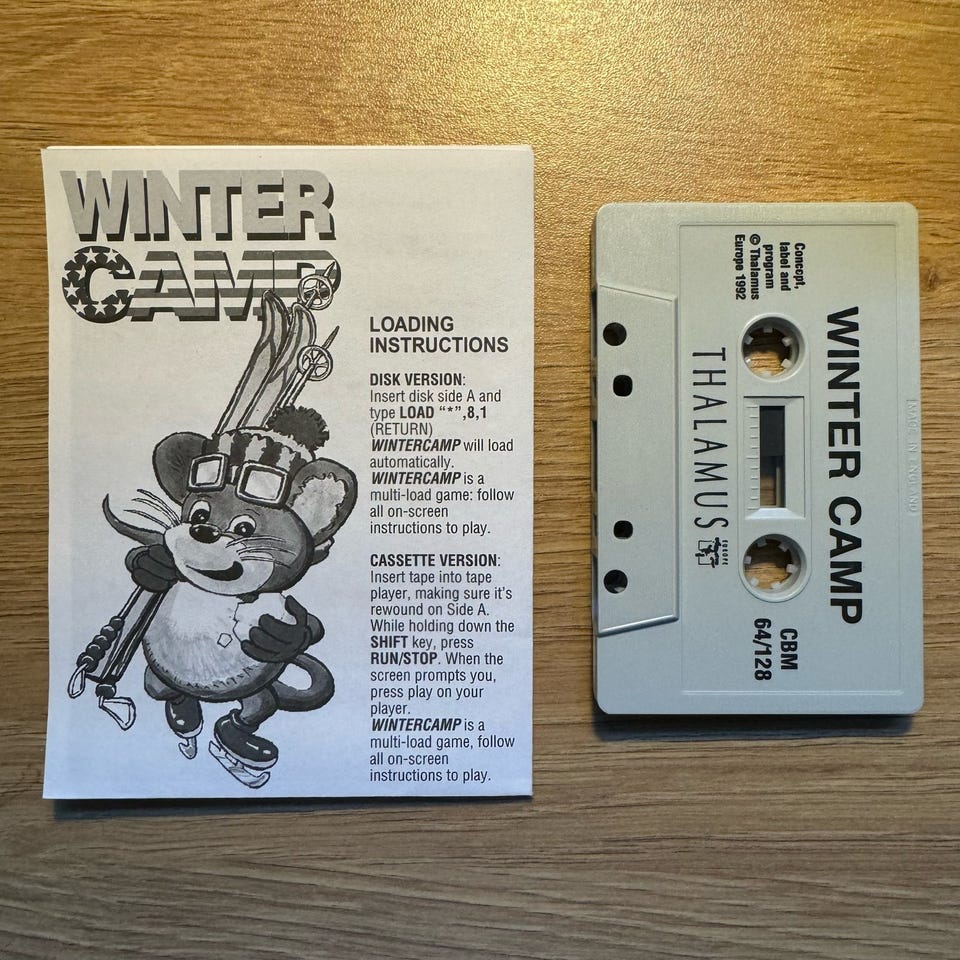 WINTER
CAMP
LOADING
INSTRUCTIONS
DISK VERSION:
Insert disk side A and
type LOAD “*”,8,1
(RETURN)
WINTERCAMP will load
automatically.
WINTERCAMP is a
multi-load game: follow
all on-screen
instructions to play.
CASSETTE VERSION:
Insert tape into tape
player, making sure it's
rewound on Side A.
While holding down the
SHIFT key, press
RUN/STOP. When the
screen prompts you,
press play on your
player.
WINTERCAMP is a
multi-load game, follow
all on-screen
instructions to play.
MADE IN ENGLAND
WINTER CAMP
Concept,
label and
program
© Thalamus
Europe 1992
CBM
64/128
THALAMUS
EUROPE